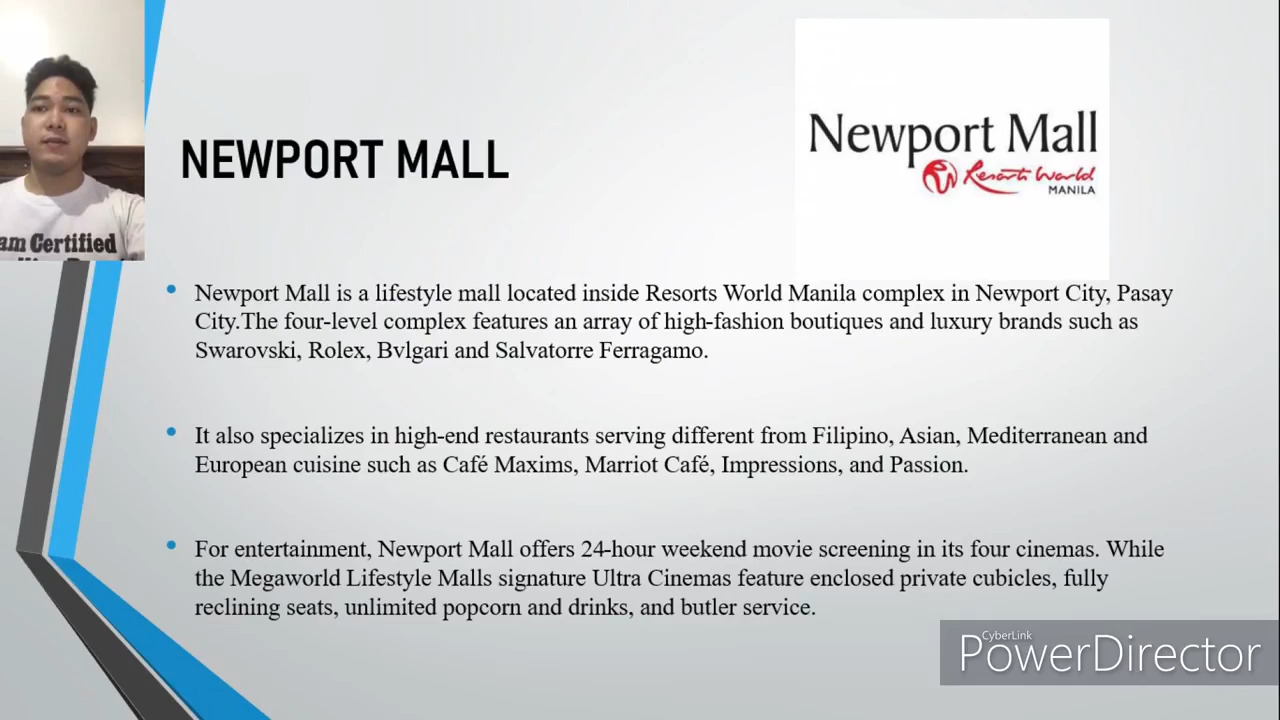 am Certified
NEWPORT MALL
Newport Mall
Resorts World
MANILA
Newport Mall is a lifestyle mall located inside Resorts World Manila complex in Newport City, Pasay
City.The four-level complex features an array of high-fashion boutiques and luxury brands such as
Swarovski, Rolex, Bvlgari and Salvatorre Ferragamo.
It also specializes in high-end restaurants serving different from Filipino, Asian, Mediterranean and
European cuisine such as Café Maxims, Marriot Café, Impressions, and Passion.
For entertainment, Newport Mall offers 24-hour weekend movie screening in its four cinemas. While
the Megaworld Lifestyle Malls signature Ultra Cinemas feature enclosed private cubicles, fully
reclining seats, unlimited popcorn and drinks, and butler service.
CyberLink
PowerDirector